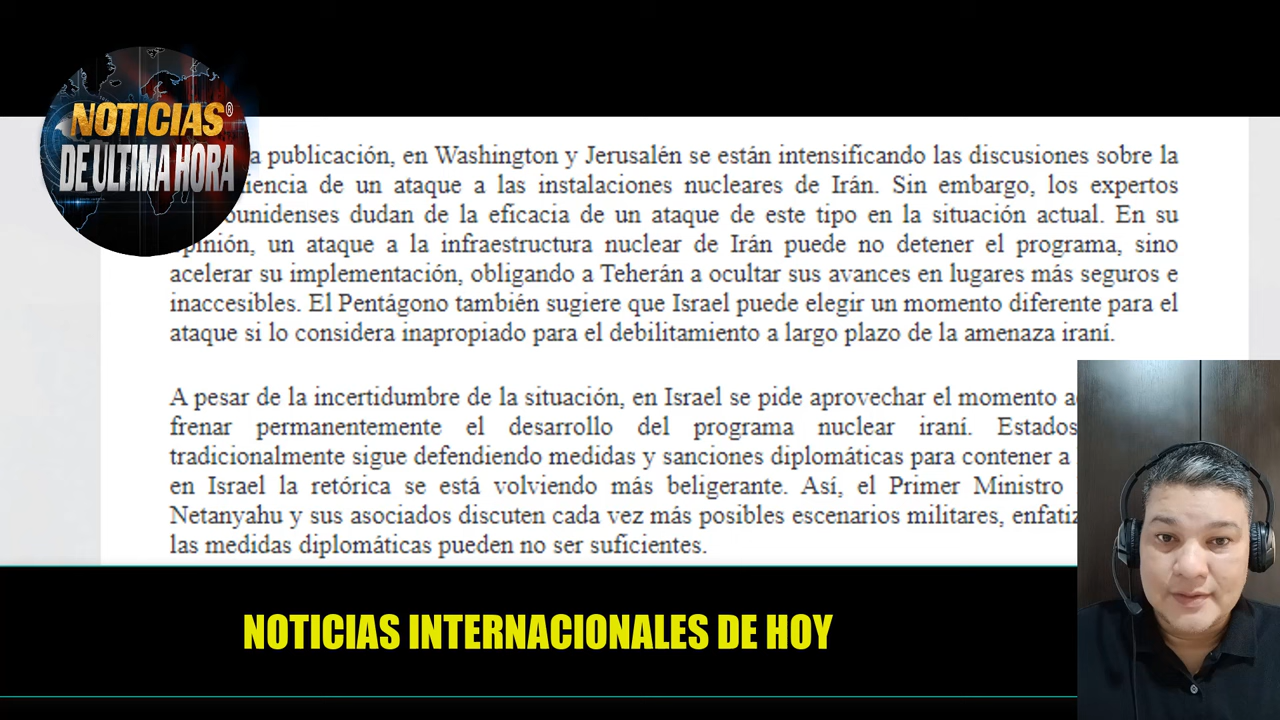 NOTICIAS®
DE ÚLTIMA HORA
a publicación, en Washington y Jerusalén se están intensificando las discusiones sobre la
iencia de un ataque a las instalaciones nucleares de Irán. Sin embargo, los expertos
ounidenses dudan de la eficacia de un ataque de este tipo en la situación actual. En su
pinión, un ataque a la infraestructura nuclear de Irán puede no detener el programa, sino
acelerar su implementación, obligando a Teherán a ocultar sus avances en lugares más seguros e
inaccesibles. El Pentágono también sugiere que Israel puede elegir un momento diferente para el
ataque si lo considera inapropiado para el debilitamiento a largo plazo de la amenaza iraní.
A pesar de la incertidumbre de la situación, en Israel se pide aprovechar el momento a
frenar permanentemente el desarrollo del programa nuclear iraní. Estados
tradicionalmente sigue defendiendo medidas y sanciones diplomáticas para contener a
en Israel la retórica se está volviendo más beligerante. Así, el Primer Ministro
Netanyahu y sus asociados discuten cada vez más posibles escenarios militares, enfatiz
las medidas diplomáticas pueden no ser suficientes.
NOTICIAS INTERNACIONALES DE HOY